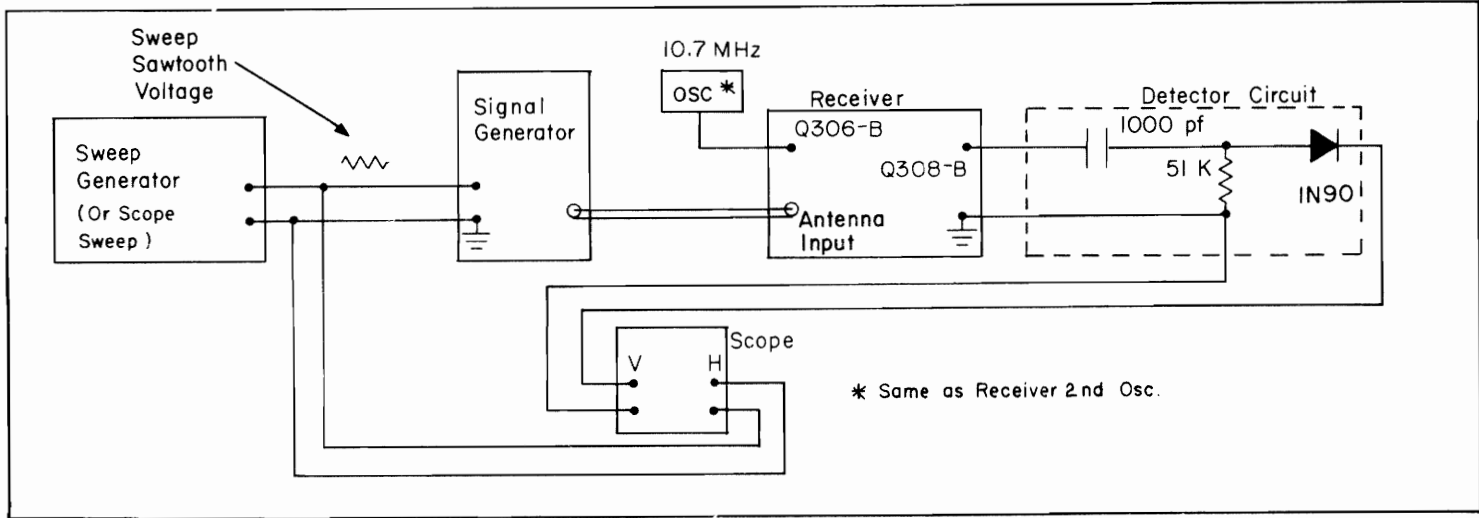 Sweep
Sawtooth
Voltage
Sweep
Generator
(Or Scope
Sweep)
Signal
Generator
10.7 MHz
OSC *
Receiver
Q306-B
Q308-B
Antenna
Input
Detector Circuit
1000 pf
51 K
IN90
Scope
V H
* Same as Receiver 2nd Osc.